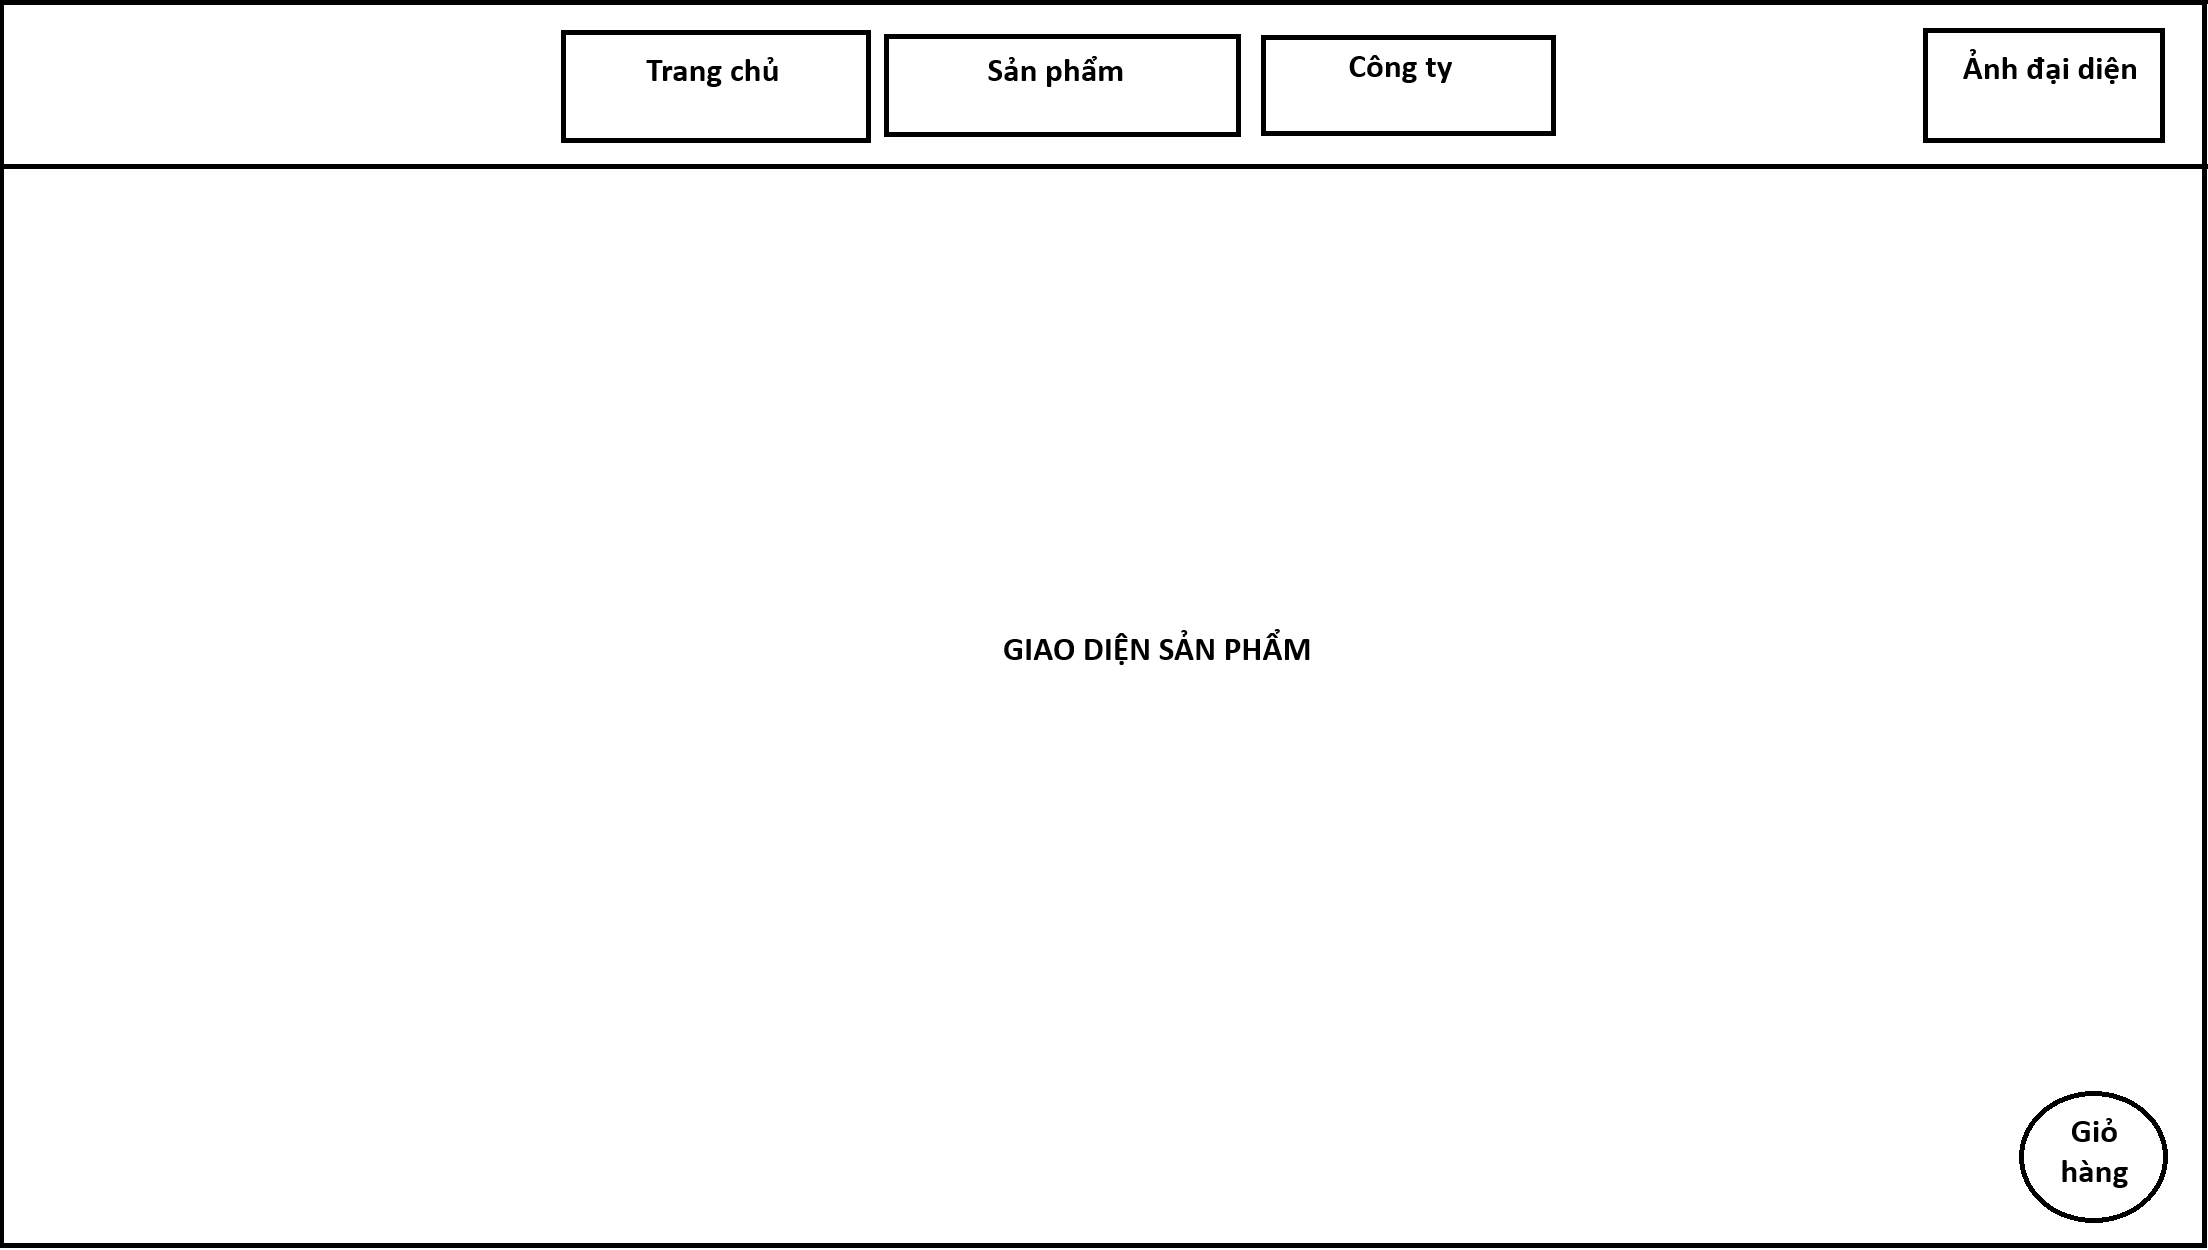 Trang chủ
Sản phẩm
Công ty
Ảnh đại diện
GIAO DIỆN SẢN PHẨM
Giỏ
hàng